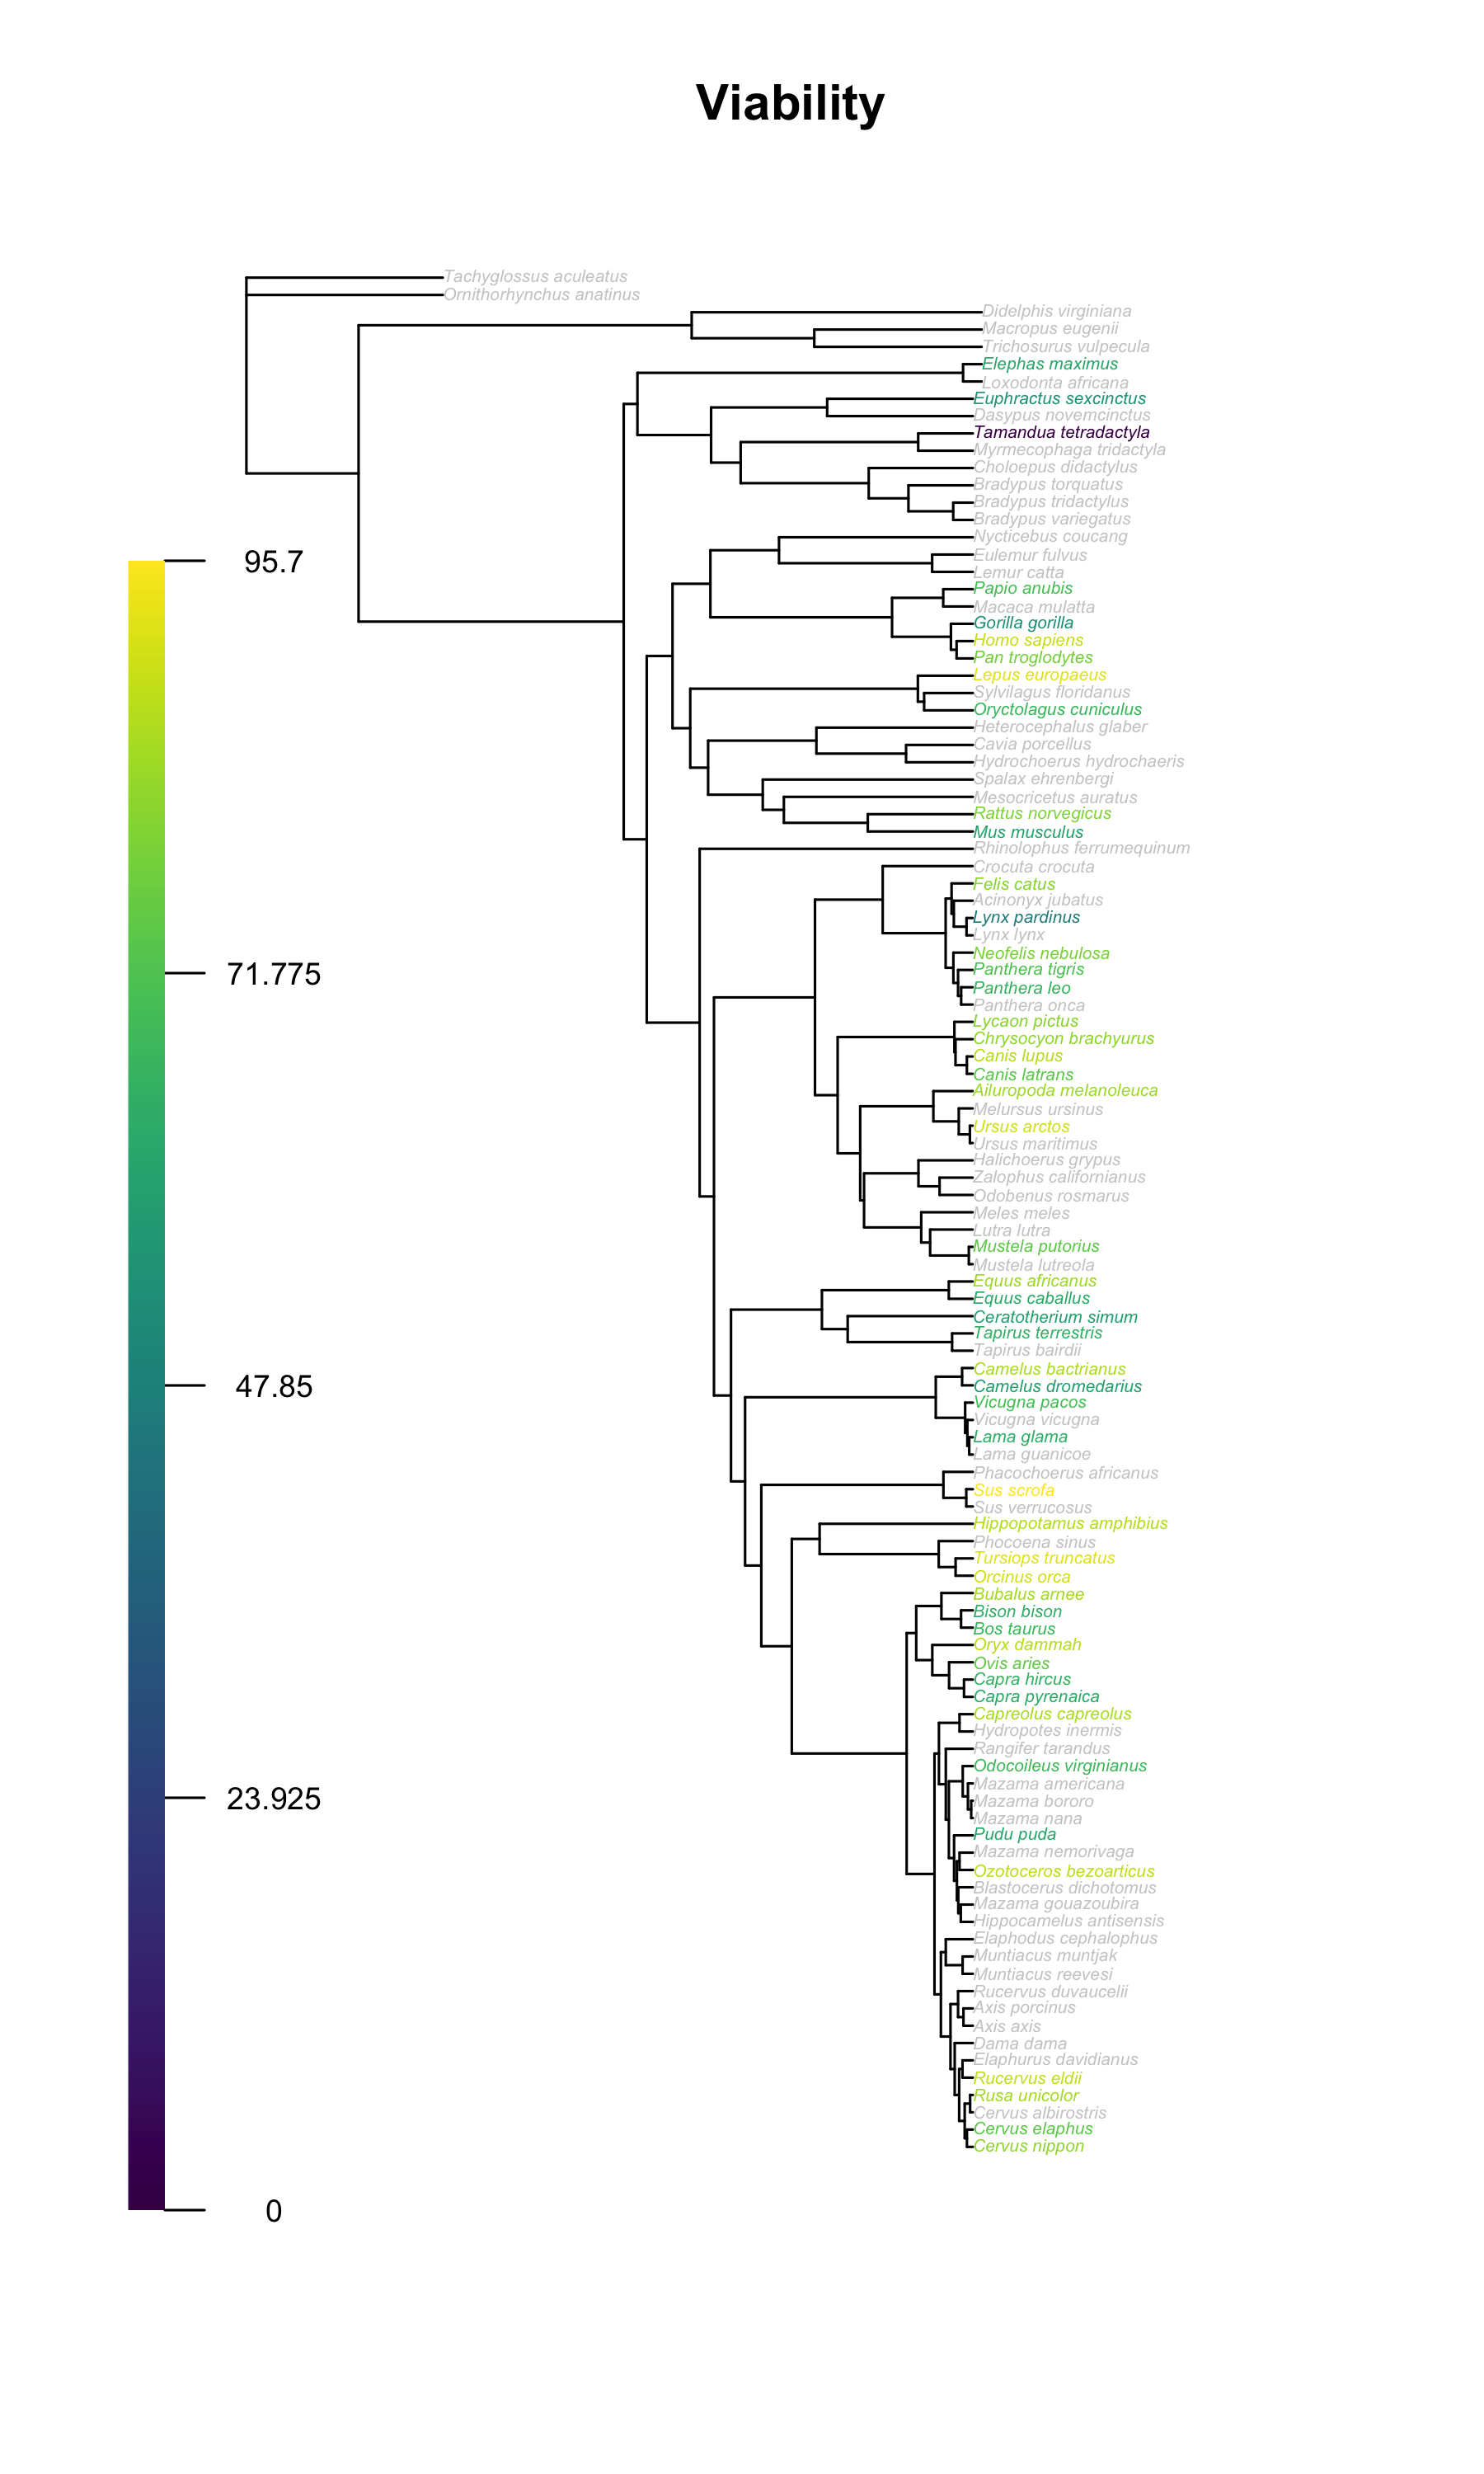 Viability
Tachyglossus aculeatus
Ornithorhynchus anatinus
Didelphis virginiana
Macropus eugenii
Trichosurus vulpecula
Elephas maximus
Loxodonta africana
Euphractus sexcinctus
Dasypus novemcinctus
Tamandua tetradactyla
Myrmecophaga tridactyla
Choloepus didactylus
Bradypus torquatus
Bradypus tridactylus
Bradypus variegatus
Nycticebus coucang
Eulemur fulvus
Lemur catta
Papio anubis
Macaca mulatta
Gorilla gorilla
Homo sapiens
Pan troglodytes
Lepus europaeus
Sylvilagus floridanus
Oryctolagus cuniculus
Heterocephalus glaber
Cavia porcellus
Hydrochoerus hydrochaeris
Spalax ehrenbergi
Mesocricetus auratus
Rattus norvegicus
Mus musculus
Rhinolophus ferrumequinum
Crocuta crocuta
Felis catus
Acinonyx jubatus
Lynx pardinus
Lynx lynx
Neofelis nebulosa
Panthera tigris
Panthera leo
Panthera onca
Lycaon pictus
Chrysocyon brachyurus
Canis lupus
Canis latrans
Ailuropoda melanoleuca
Melursus ursinus
Ursus arctos
Ursus maritimus
Halichoerus grypus
Zalophus californianus
Odobenus rosmarus
Meles meles
Lutra lutra
Mustela putorius
Mustela lutreola
Equus africanus
Equus caballus
Ceratotherium simum
Tapirus terrestris
Tapirus bairdii
Camelus bactrianus
Camelus dromedarius
Vicugna pacos
Vicugna vicugna
Lama glama
Lama guanicoe
Phacochoerus africanus
Sus scrofa
Sus verrucosus
Hippopotamus amphibius
Phocoena sinus
Tursiops truncatus
Orcinus orca
Bubalus arnee
Bison bison
Bos taurus
Oryx dammah
Ovis aries
Capra hircus
Capra pyrenaica
Capreolus capreolus
Hydropotes inermis
Rangifer tarandus
Odocoileus virginianus
Mazama americana
Mazama bororo
Mazama nana
Pudu puda
Mazama nemorivaga
Ozotoceros bezoarticus
Blastocerus dichotomus
Mazama gouazoubira
Hippocamelus antisensis
Elaphodus cephalophus
Muntiacus muntjak
Muntiacus reevesi
Rucervus duvaucelii
Axis porcinus
Axis axis
Dama dama
Elaphurus davidianus
Rucervus eldii
Rusa unicolor
Cervus albirostris
Cervus elaphus
Cervus nippon
95.7
71.775
47.85
23.925
0